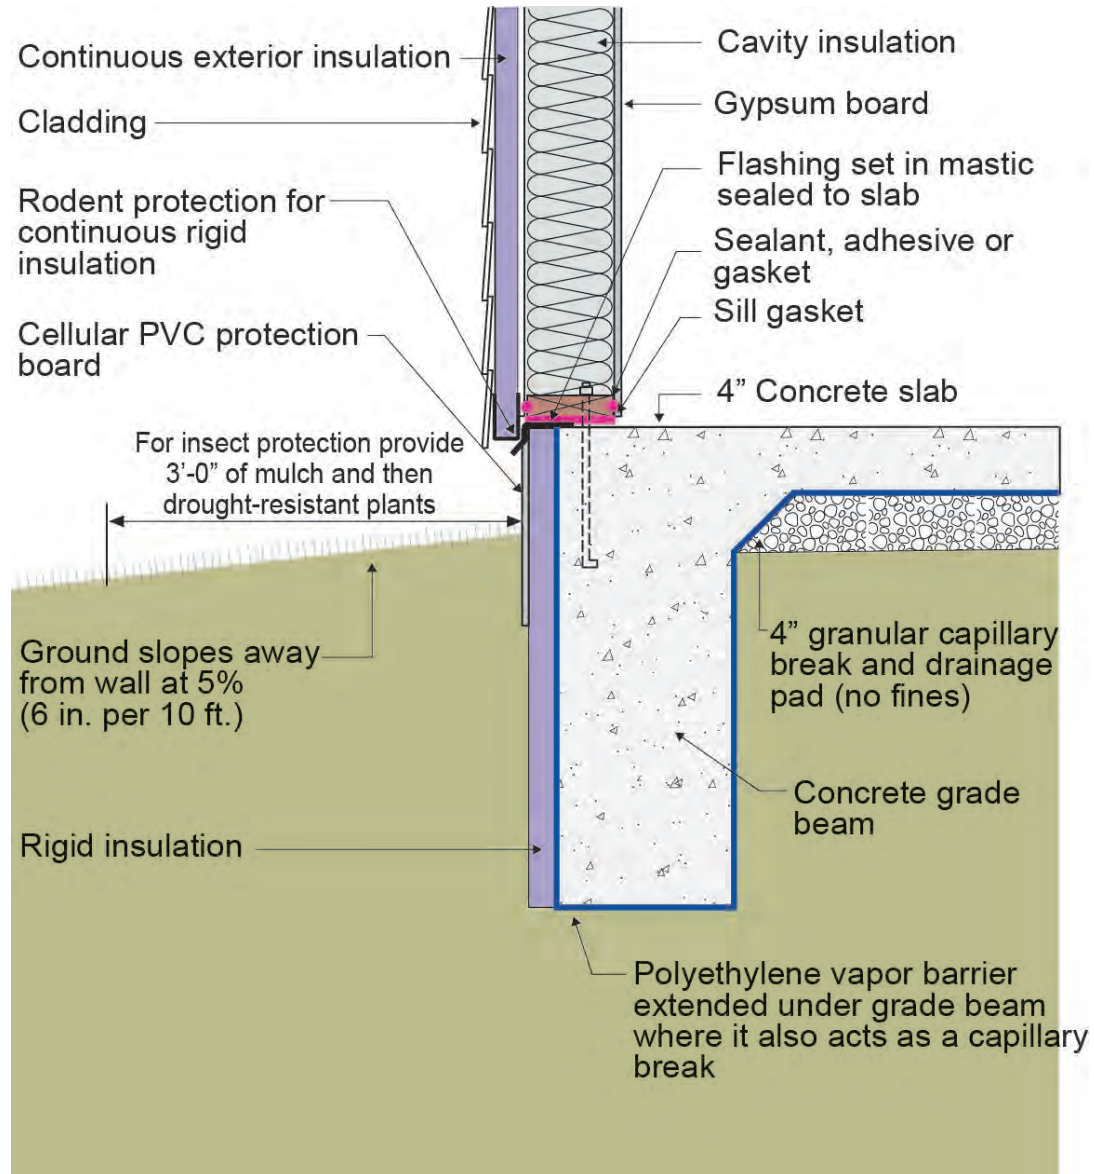 Continuous exterior insulation
Cladding
Rodent protection for
continuous rigid
insulation
Cellular PVC protection
board
For insect protection provide
3’-0” of mulch and then
drought-resistant plants
Ground slopes away
from wall at 5%
(6 in. per 10 ft.)
Rigid insulation
Cavity insulation
Gypsum board
Flashing set in mastic
sealed to slab
Sealant, adhesive or
gasket
Sill gasket
4” Concrete slab
4” granular capillary
break and drainage
pad (no fines)
Concrete grade
beam
Polyethylene vapor barrier
extended under grade beam
where it also acts as a capillary
break